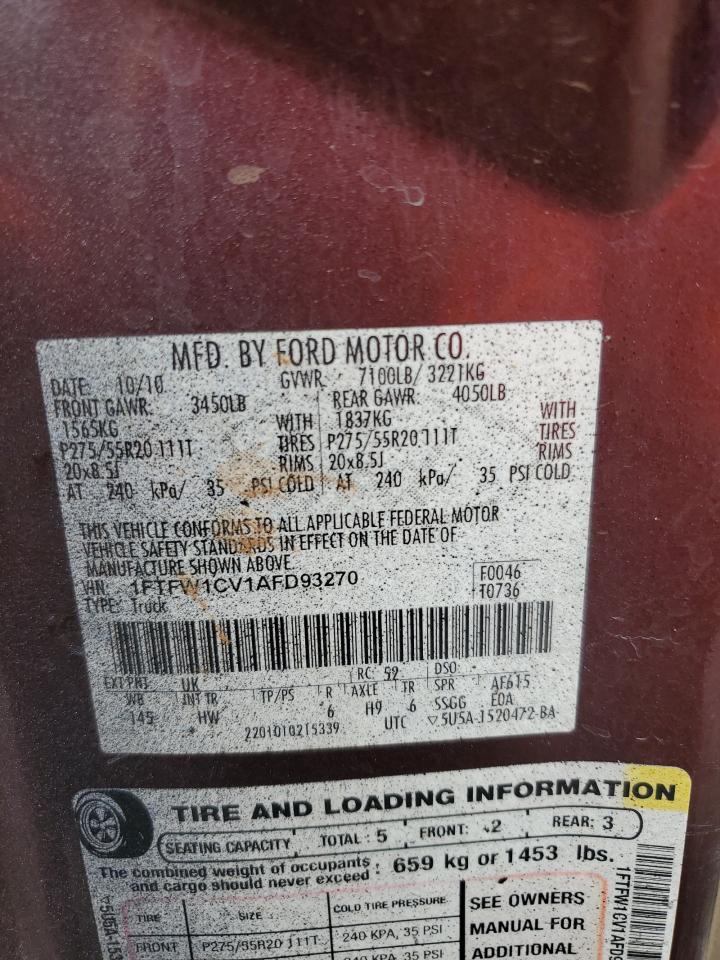 MFD. BY FORD MOTOR CO.
DATE: 10/10 GVWR: 7100LB/ 3221KG
FRONT GAWR: 3450LB REAR GAWR: 4050LB
1565KG WITH 1837KG WITH
P275/55R20 111T TIRES P275/55R20 111T TIRES
20x8.5J RIMS 20x8.5J RIMS
AT 240 kPa/ 35 PSI COLD AT 240 kPa/ 35 PSI COLD
THIS VEHICLE CONFORMS TO ALL APPLICABLE FEDERAL MOTOR
VEHICLE SAFETY STANDARDS IN EFFECT ON THE DATE OF
MANUFACTURE SHOWN ABOVE.
VIN: 1FTFW1CV1AFD93270 F0046
TYPE: Truck T0736
EXT PNT: UK RC: 52 DSO:
WB INT TR TP/PS R AXLE TR SPR AF615
145 HW 6 H9 6 SSGG E0A
2201010215339 UTC ▽5U5A-1520472-BA
TIRE AND LOADING INFORMATION
SEATING CAPACITY TOTAL: 5 FRONT: 2 REAR: 3
The combined weight of occupants
and cargo should never exceed : 659 kg or 1453 lbs.
TIRE SIZE COLD TIRE PRESSURE SEE OWNERS
FRONT P275/55R20 111T 240 KPA, 35 PSI MANUAL FOR
240 KPA, 35 PSI ADDITIONAL